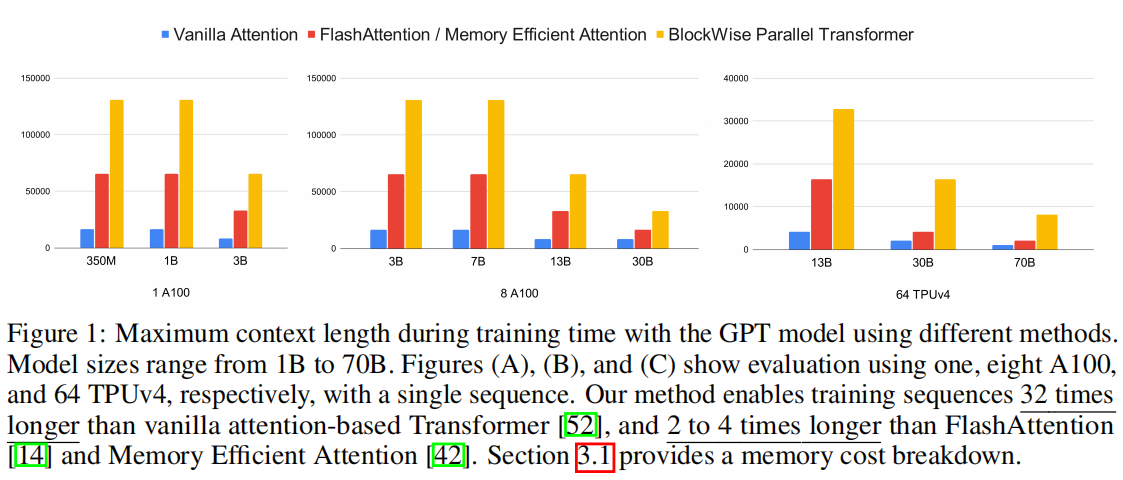 Vanilla Attention FlashAttention / Memory Efficient Attention BlockWise Parallel Transformer
150000
100000
50000
0
350M 1B 3B
1 A100
150000
100000
50000
0
3B 7B 13B 30B
8 A100
40000
30000
20000
10000
0
13B 30B 70B
64 TPUv4
Figure 1: Maximum context length during training time with the GPT model using different methods.
Model sizes range from 1B to 70B. Figures (A), (B), and (C) show evaluation using one, eight A100,
and 64 TPUv4, respectively, with a single sequence. Our method enables training sequences 32 times
longer than vanilla attention-based Transformer [52], and 2 to 4 times longer than FlashAttention
[14] and Memory Efficient Attention [42]. Section 3.1 provides a memory cost breakdown.